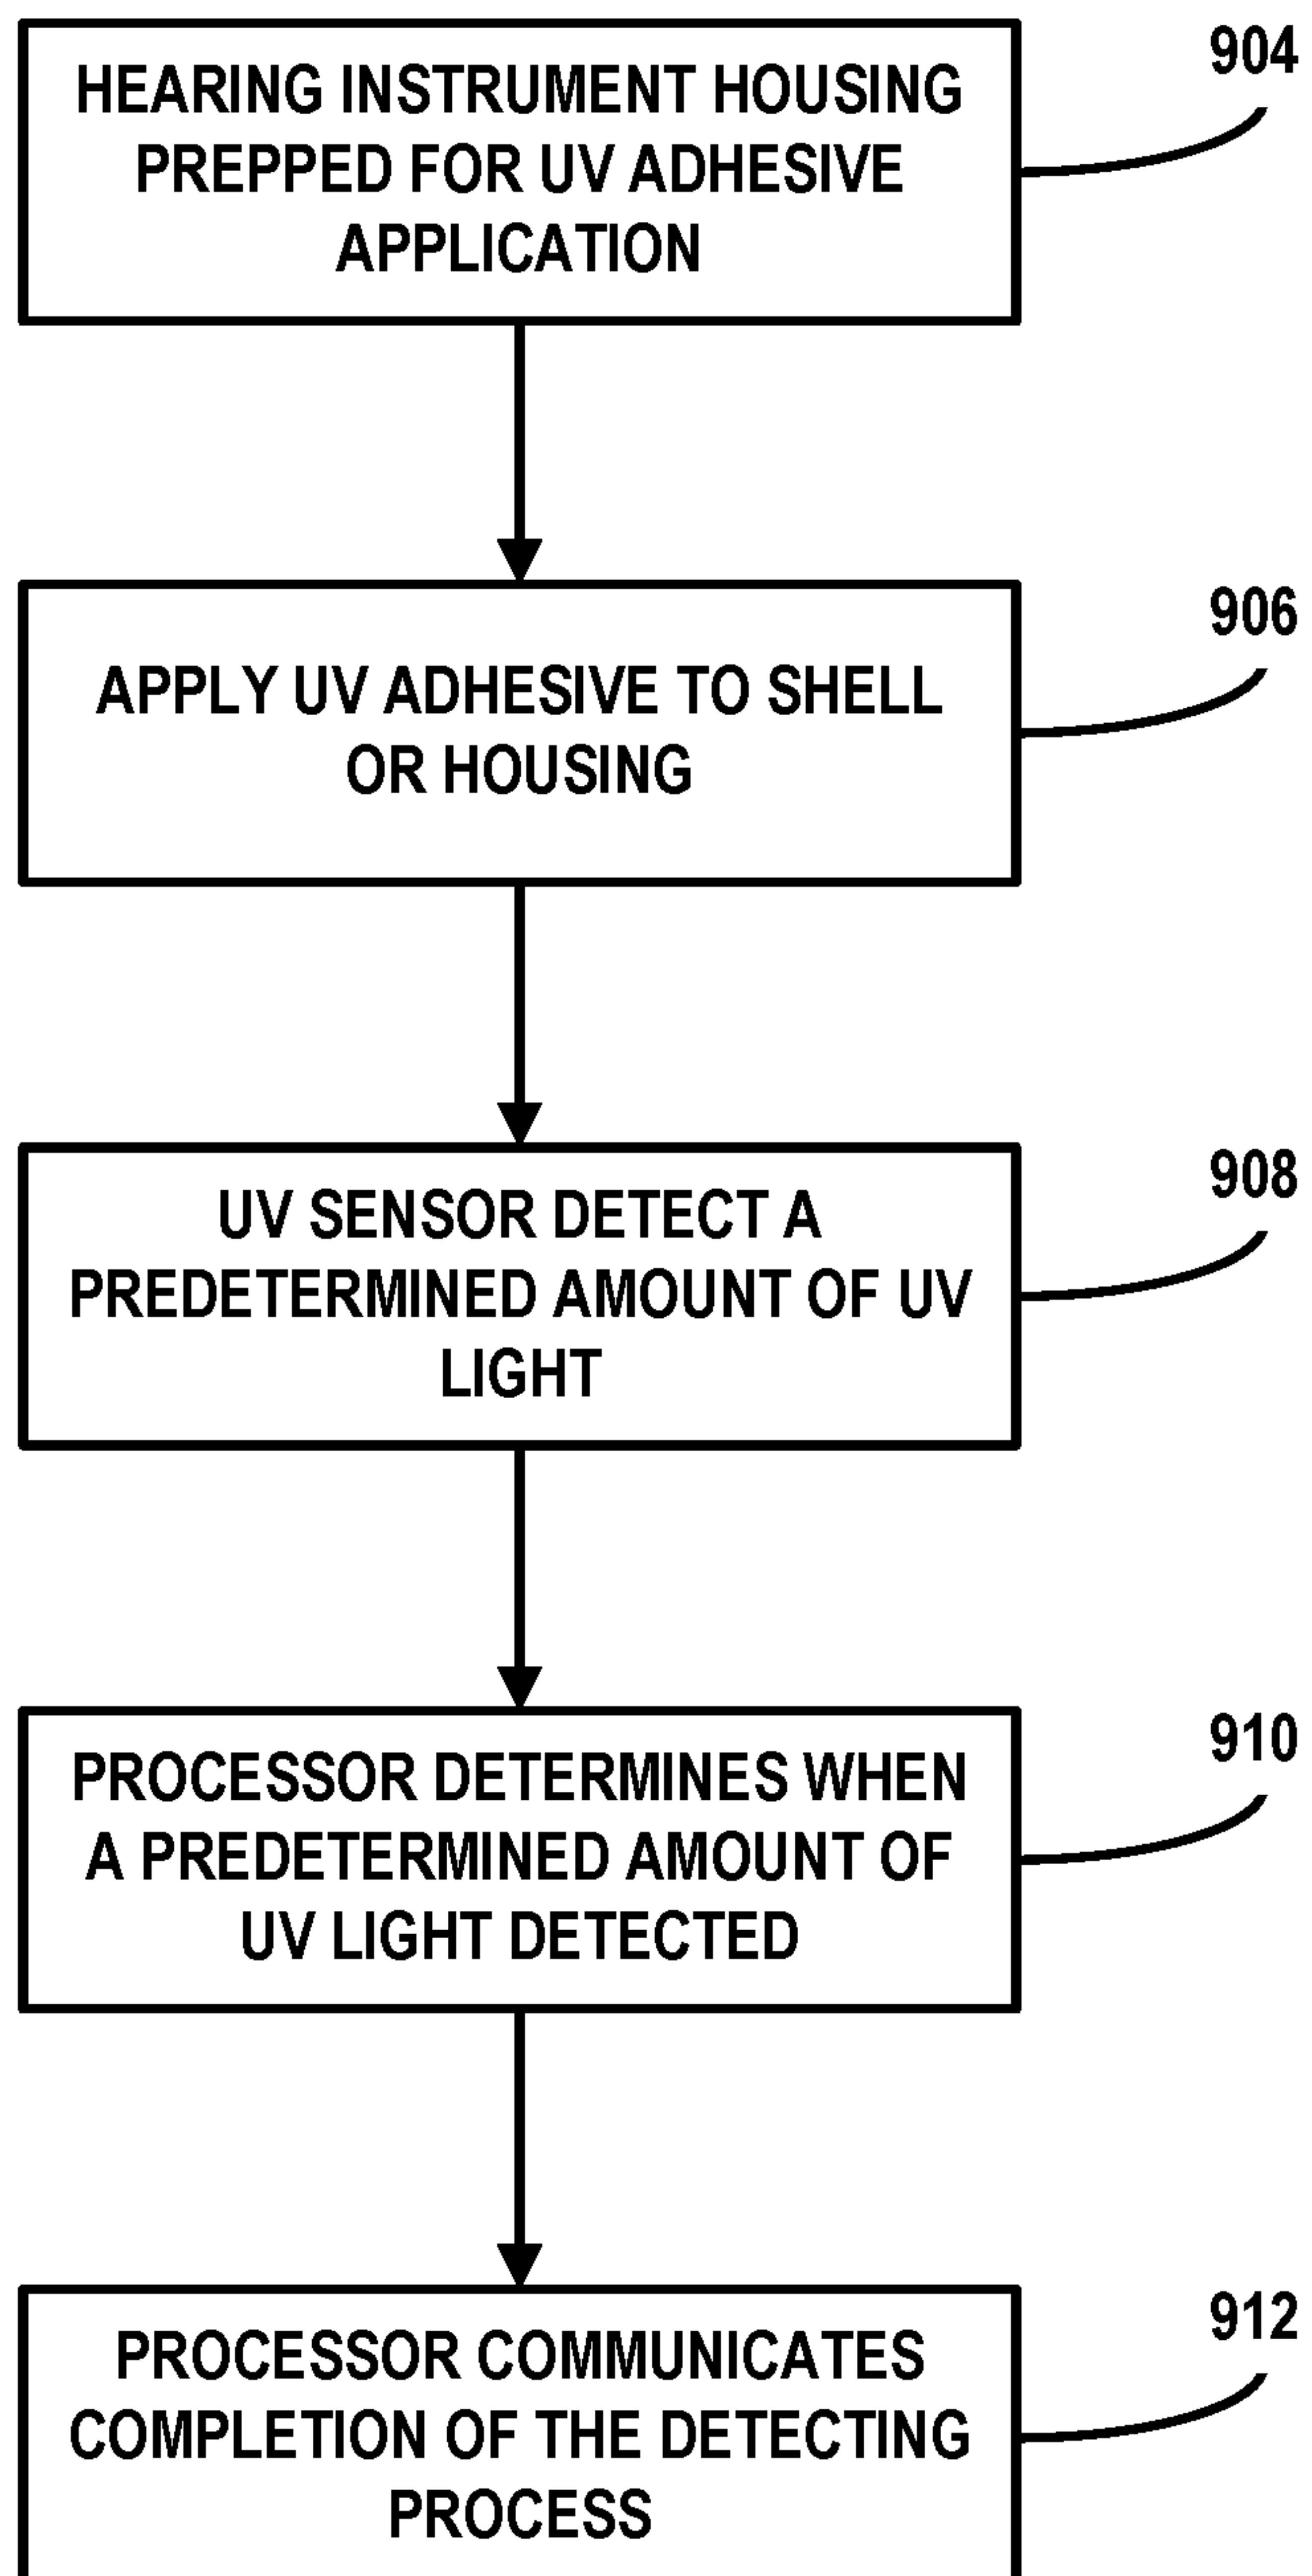 HEARING INSTRUMENT HOUSING
PREPPED FOR UV ADHESIVE
APPLICATION
904
APPLY UV ADHESIVE TO SHELL
OR HOUSING
906
UV SENSOR DETECT A
PREDETERMINED AMOUNT OF UV
LIGHT
908
PROCESSOR DETERMINES WHEN
A PREDETERMINED AMOUNT OF
UV LIGHT DETECTED
910
PROCESSOR COMMUNICATES
COMPLETION OF THE DETECTING
PROCESS
912